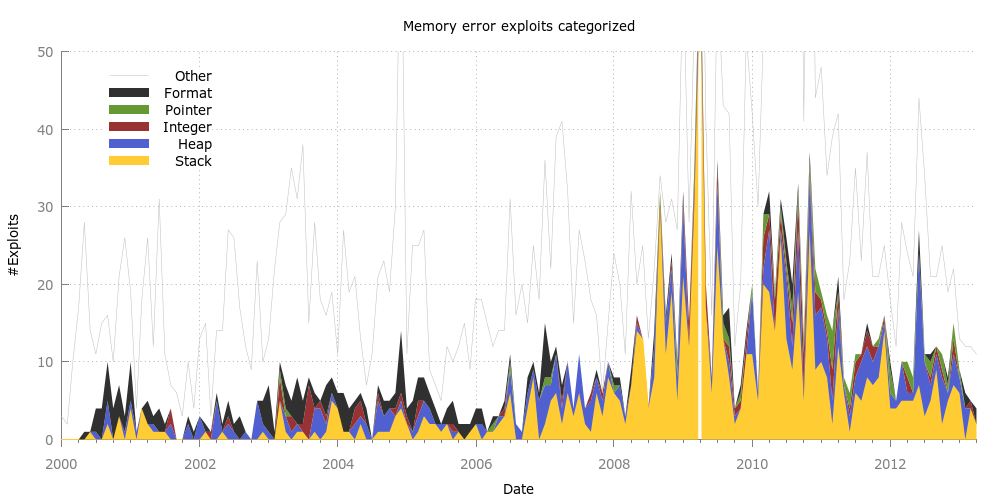 Memory error exploits categorized
50
40
30
20
10
0
#Exploits
Other
Format
Pointer
Integer
Heap
Stack
2000 2002 2004 2006 2008 2010 2012
Date